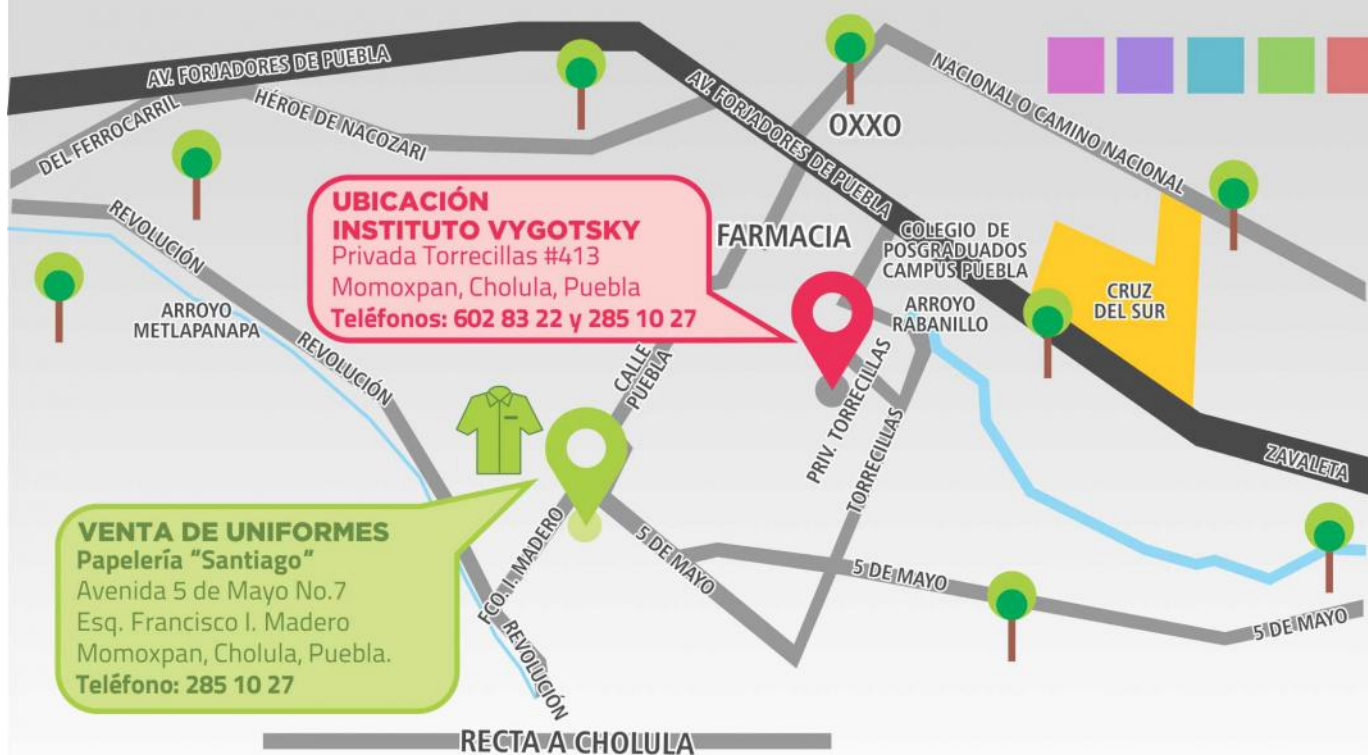 AV. FORJADORES DE PUEBLA
DEL FERROCARRIL
HÉROE DE NACOZARI
AV. FORJADORES DE PUEBLA
OXXO
NACIONAL O CAMINO NACIONAL
REVOLUCIÓN
UBICACIÓN
INSTITUTO VYGOTSKY
Privada Torrecillas #413
Momoxpan, Cholula, Puebla
Teléfonos: 602 83 22 y 285 10 27
FARMACIA
COLEGIO DE
POSGRADUADOS
CAMPUS PUEBLA
CRUZ
DEL SUR
ARROYO
METLAPANAPA
ARROYO
RABANILLO
REVOLUCIÓN
CALLE
PUEBLA
PRIV. TORRECILLAS
TORRECILLAS
ZAVALETA
VENTA DE UNIFORMES
Papelería "Santiago"
Avenida 5 de Mayo No.7
Esq. Francisco I. Madero
Momoxpan, Cholula, Puebla.
Teléfono: 285 10 27
FCO. I. MADERO
5 DE MAYO
5 DE MAYO
5 DE MAYO
REVOLUCIÓN
RECTA A CHOLULA